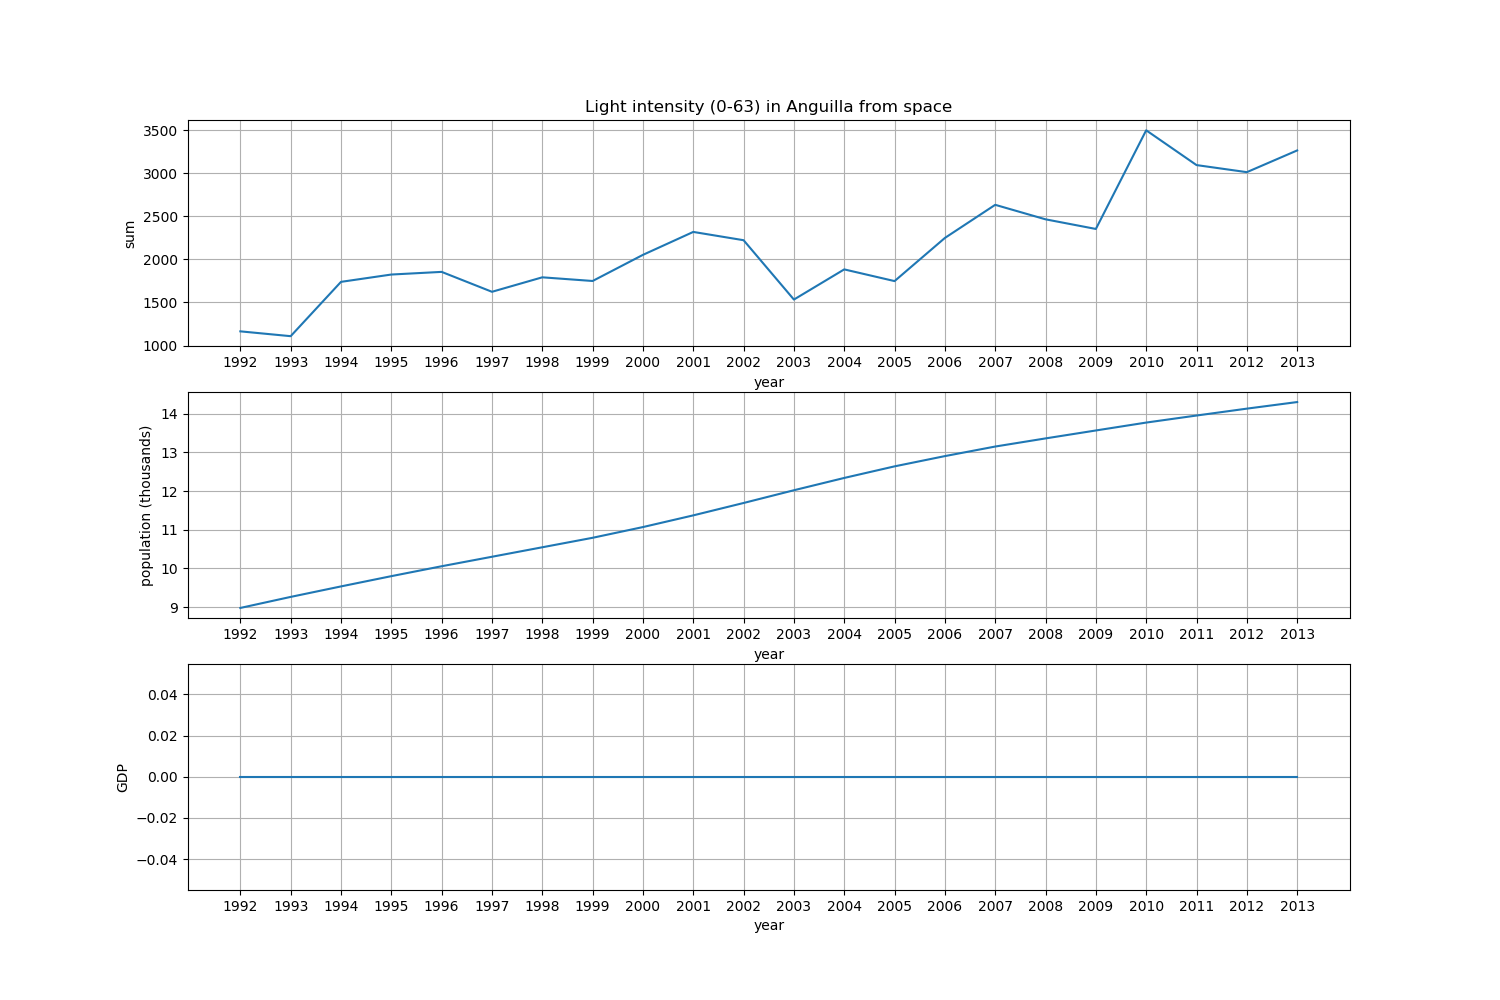 Light intensity (0-63) in Anguilla from space
3500
3000
2500
2000
1500
1000
sum
1992 1993 1994 1995 1996 1997 1998 1999 2000 2001 2002 2003 2004 2005 2006 2007 2008 2009 2010 2011 2012 2013
year
14
13
12
11
10
9
population (thousands)
1992 1993 1994 1995 1996 1997 1998 1999 2000 2001 2002 2003 2004 2005 2006 2007 2008 2009 2010 2011 2012 2013
year
0.04
0.02
0.00
−0.02
−0.04
GDP
1992 1993 1994 1995 1996 1997 1998 1999 2000 2001 2002 2003 2004 2005 2006 2007 2008 2009 2010 2011 2012 2013
year